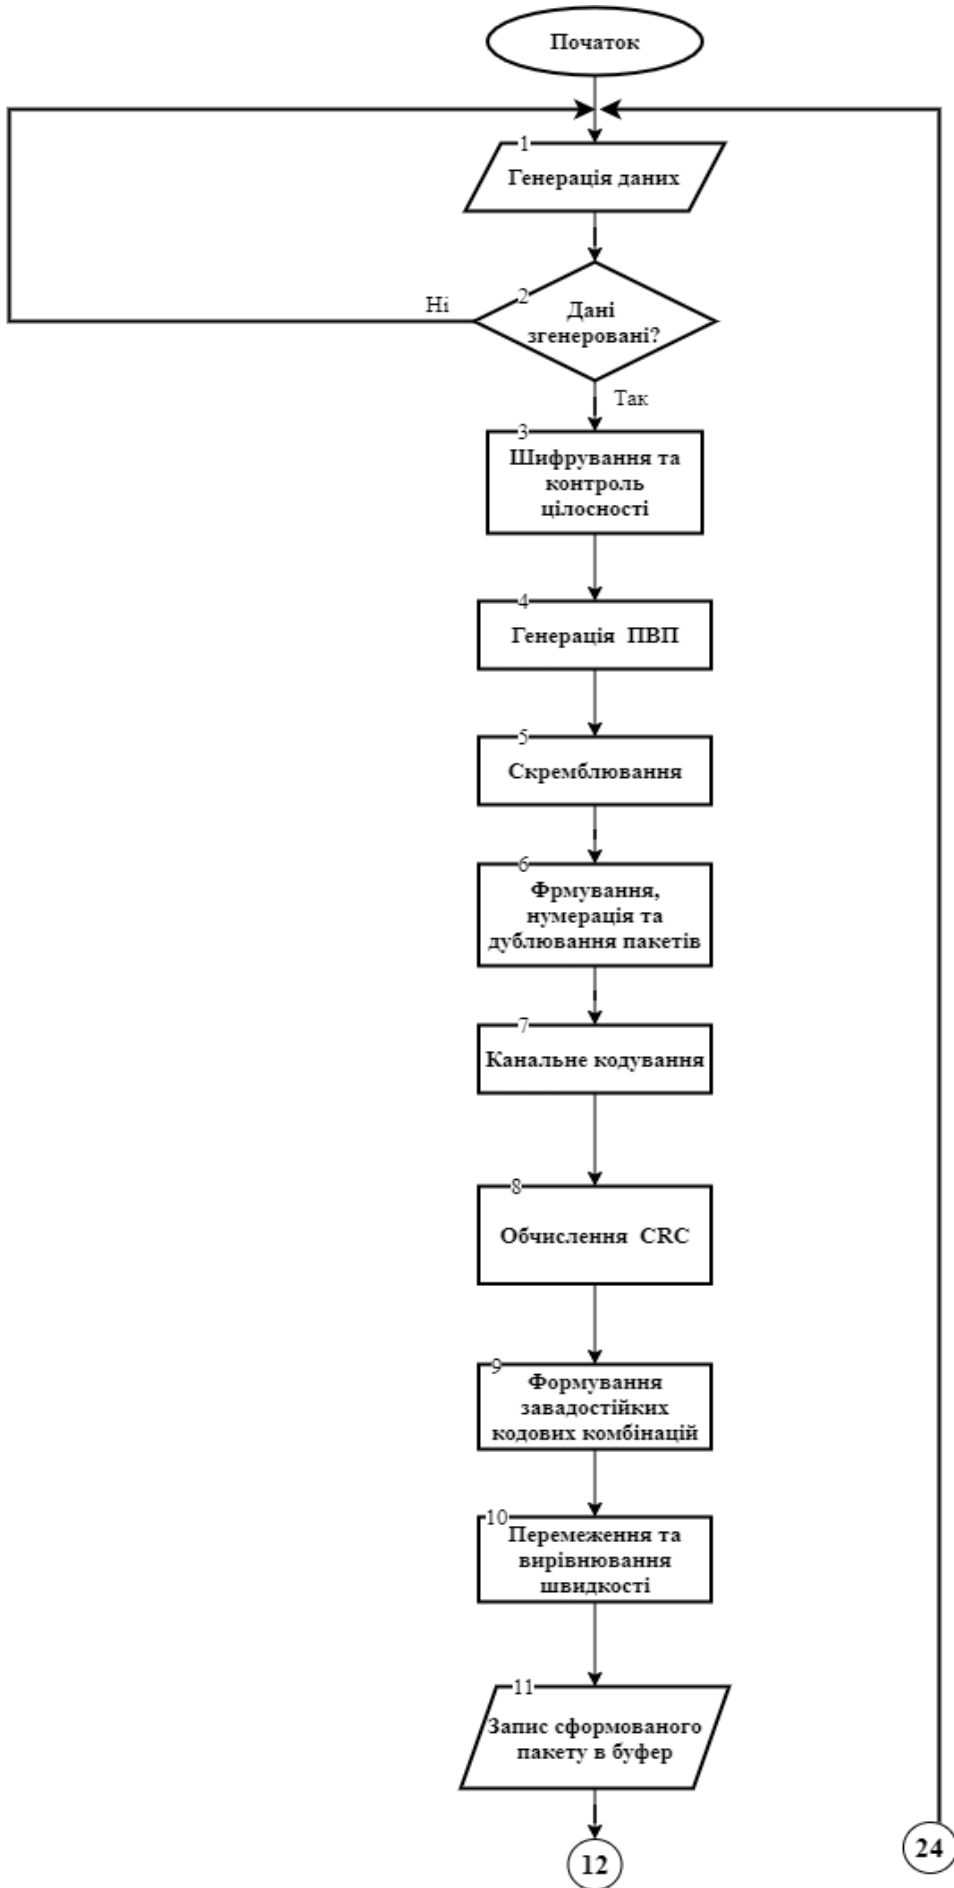 Початок
1
Генерація даних
2
Дані
згенеровані?
Ні
Так
3
Шифрування та
контроль
цілосності
4
Генерація ПВП
5
Скремблювання
6
Фрмування,
нумерація та
дублювання пакетів
7
Канальне кодування
8
Обчислення CRC
9
Формування
завадостійких
кодових комбінацій
10
Перемеження та
вирівнювання
швидкості
11
Запис сформованого
пакету в буфер
12
24